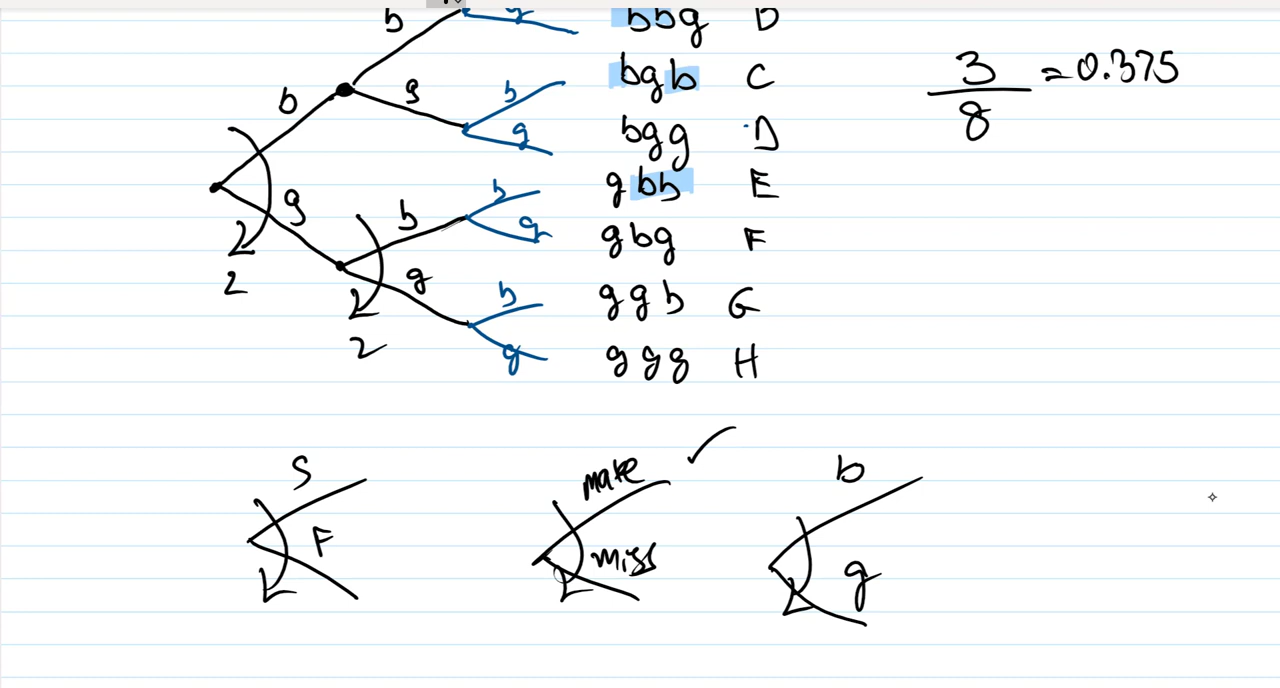 b g bbg B
b g b bgb C 3/8 = 0.375
g bgg D
b gbb E
g b g gbg F
2 g b ggb G
2 2 g ggg H
2
S make ✓ b
F miss g